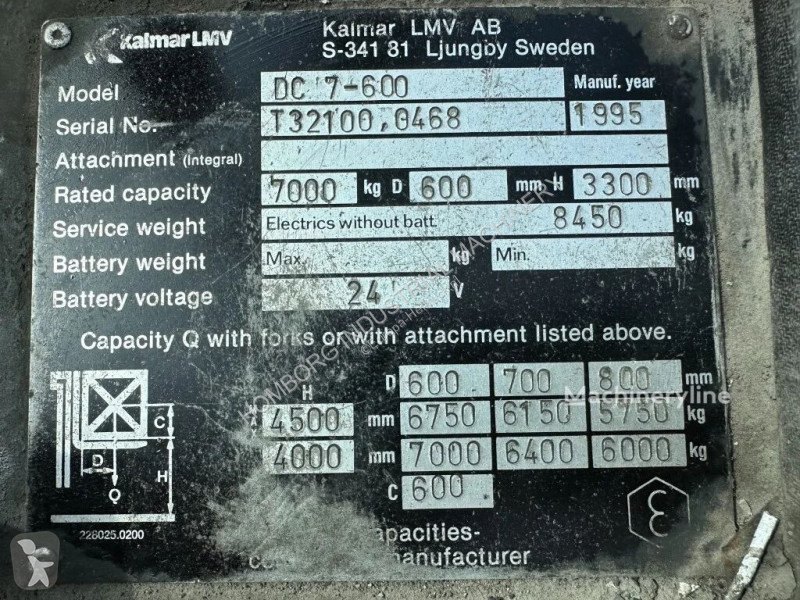 Kalmar LMV
Kalmar LMV AB
S-341 81 Ljungby Sweden
Model DC 7-600 Manuf. year
Serial No. T32100,0468 1995
Attachment (Integral)
Rated capacity 7000 kg D 600 mm H 3300 mm
Service weight Electrics without batt. 8450 kg
Battery weight Max. kg Min. kg
Battery voltage 24 V
Capacity Q with forks or with attachment listed above.
D 600 700 800 mm
H
4500 mm 6750 6150 5750 kg
4000 mm 7000 6400 6000 kg
C 600
C
D
H
Q
228025.0200
apacities-
manufacturer
Machineryline